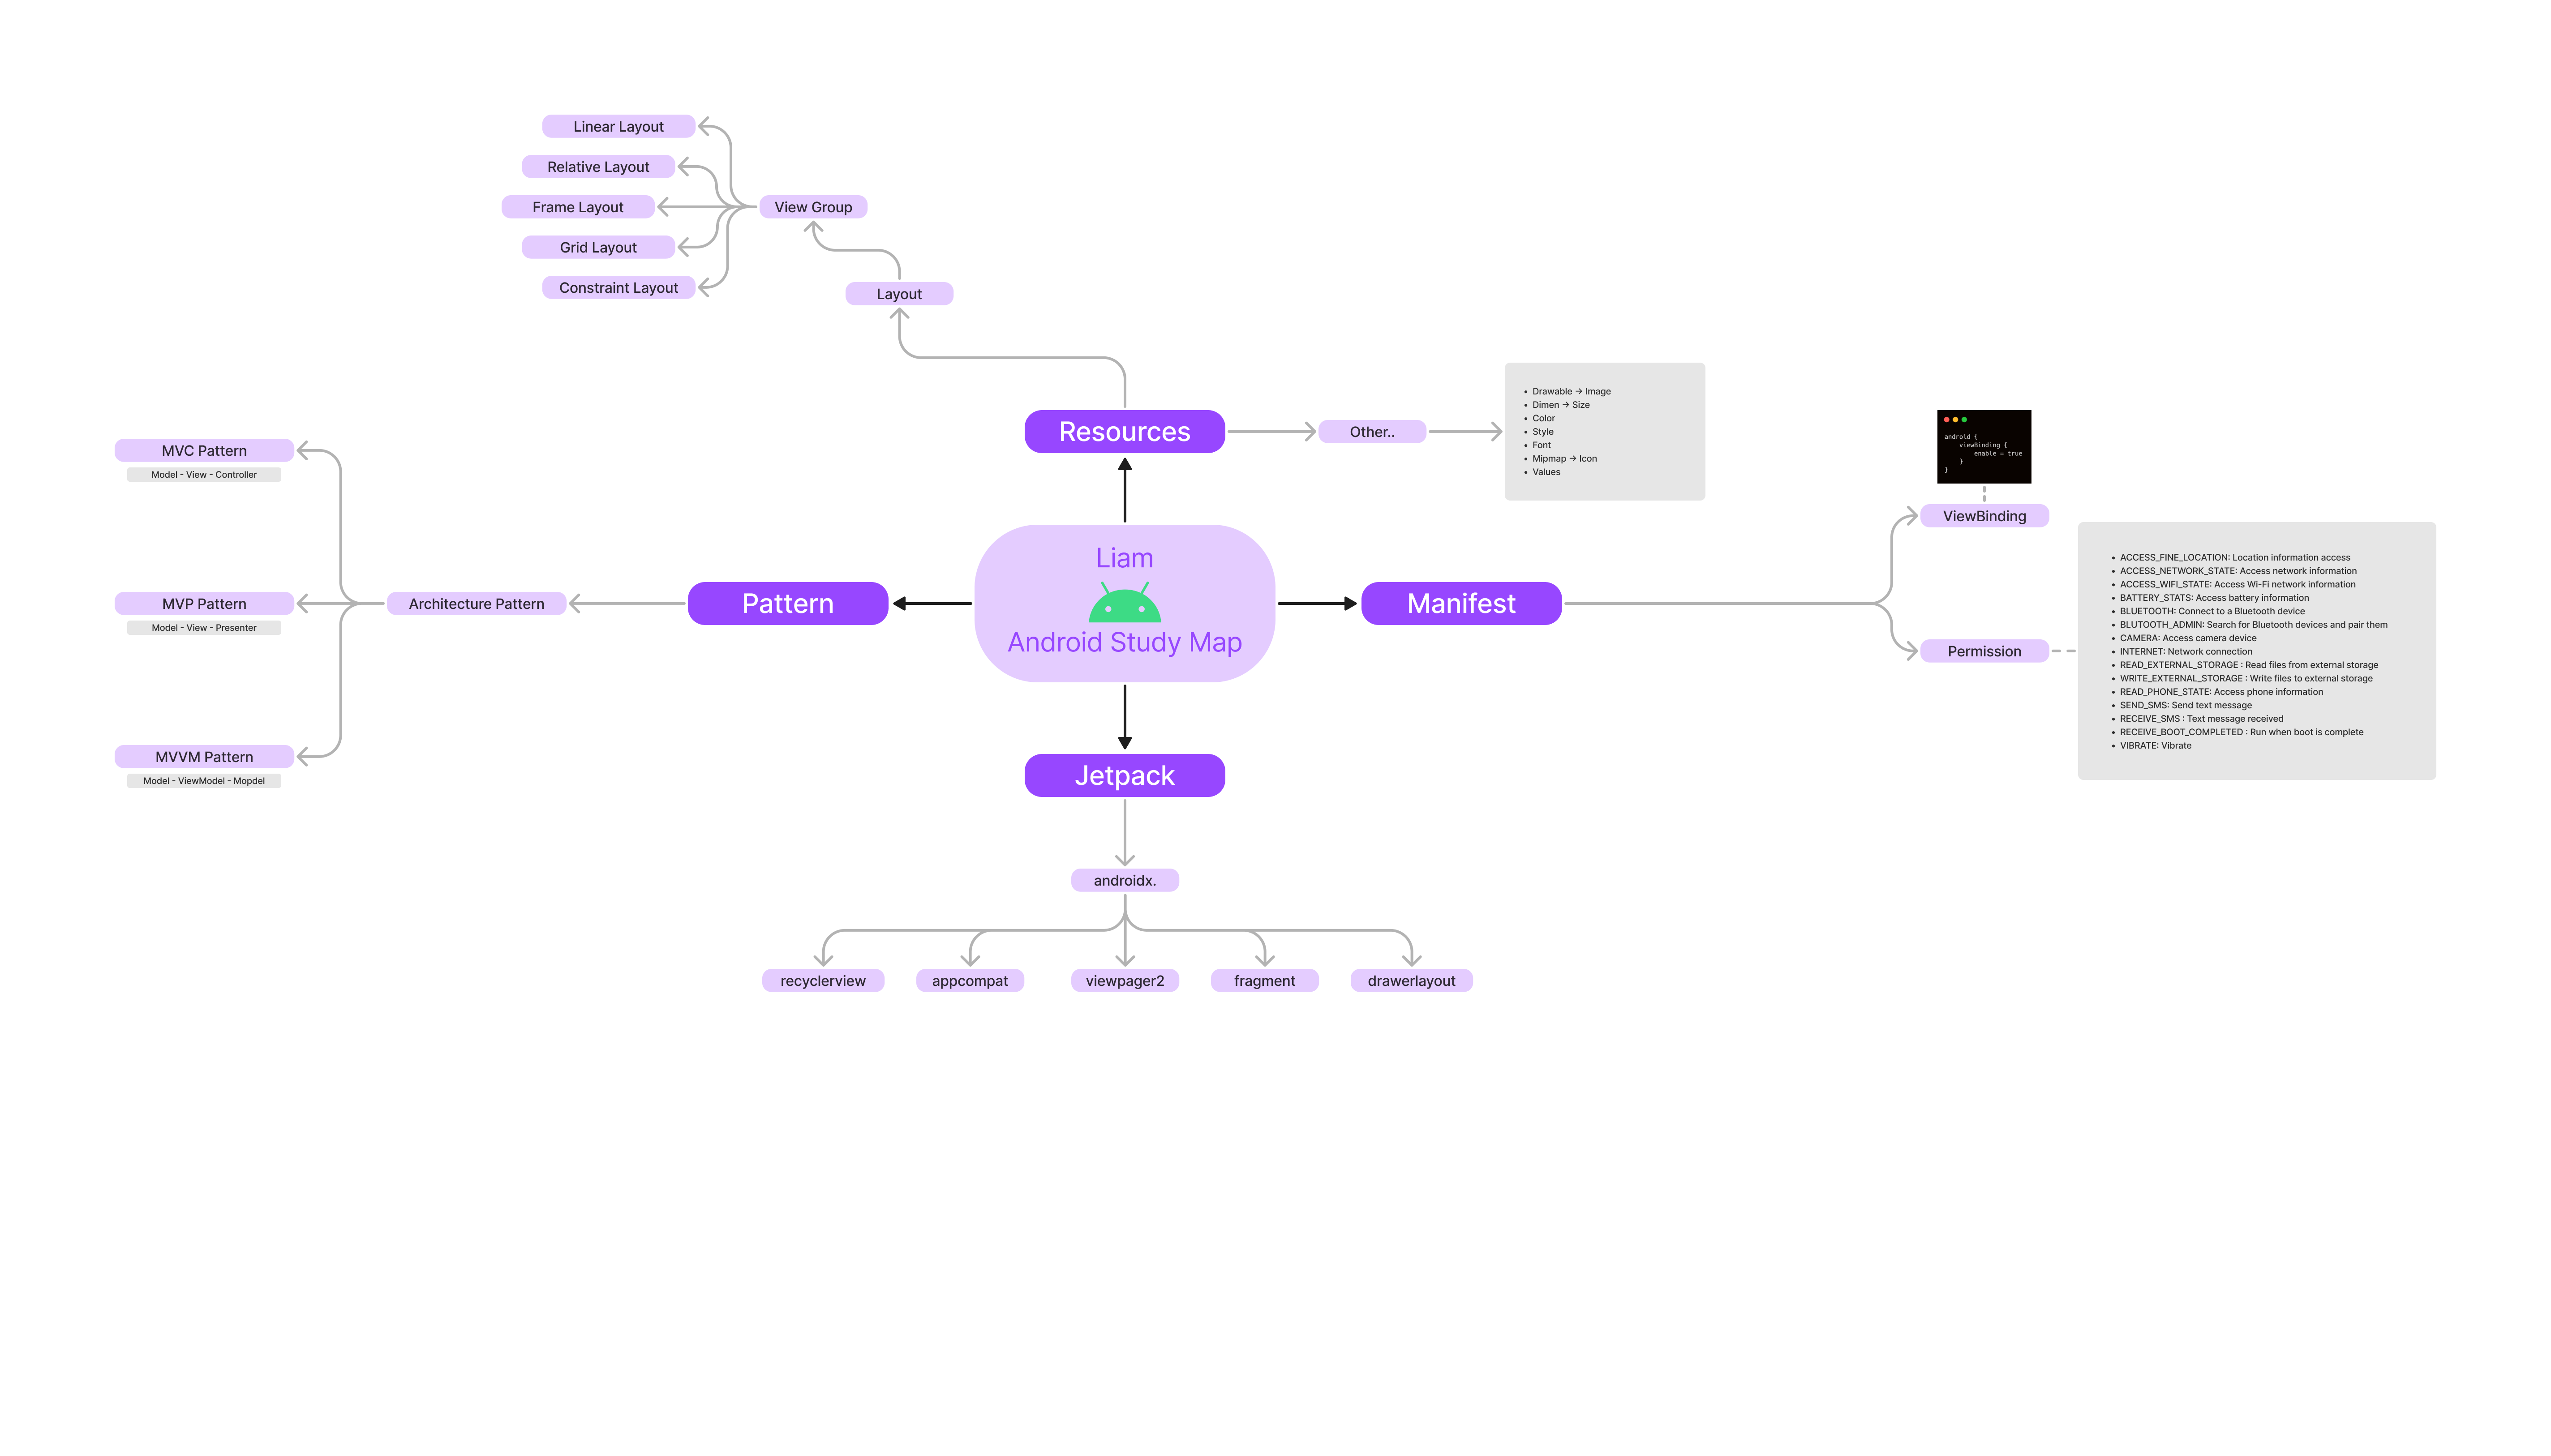 Linear Layout
Relative Layout
Frame Layout
View Group
Grid Layout
Constraint Layout
Layout
Resources
Other..
• Drawable → Image
• Dimen → Size
• Color
• Style
• Font
• Mipmap → Icon
• Values
MVC Pattern
Model - View - Controller
MVP Pattern
Model - View - Presenter
MVVM Pattern
Model - ViewModel - Mopdel
Architecture Pattern
Pattern
Liam
Android Study Map
Manifest
android {
    viewBinding {
        enable = true
    }
}
ViewBinding
Permission
• ACCESS_FINE_LOCATION: Location information access
• ACCESS_NETWORK_STATE: Access network information
• ACCESS_WIFI_STATE: Access Wi-Fi network information
• BATTERY_STATS: Access battery information
• BLUETOOTH: Connect to a Bluetooth device
• BLUTOOTH_ADMIN: Search for Bluetooth devices and pair them
• CAMERA: Access camera device
• INTERNET: Network connection
• READ_EXTERNAL_STORAGE : Read files from external storage
• WRITE_EXTERNAL_STORAGE : Write files to external storage
• READ_PHONE_STATE: Access phone information
• SEND_SMS: Send text message
• RECEIVE_SMS : Text message received
• RECEIVE_BOOT_COMPLETED : Run when boot is complete
• VIBRATE: Vibrate
Jetpack
androidx.
recyclerview
appcompat
viewpager2
fragment
drawerlayout